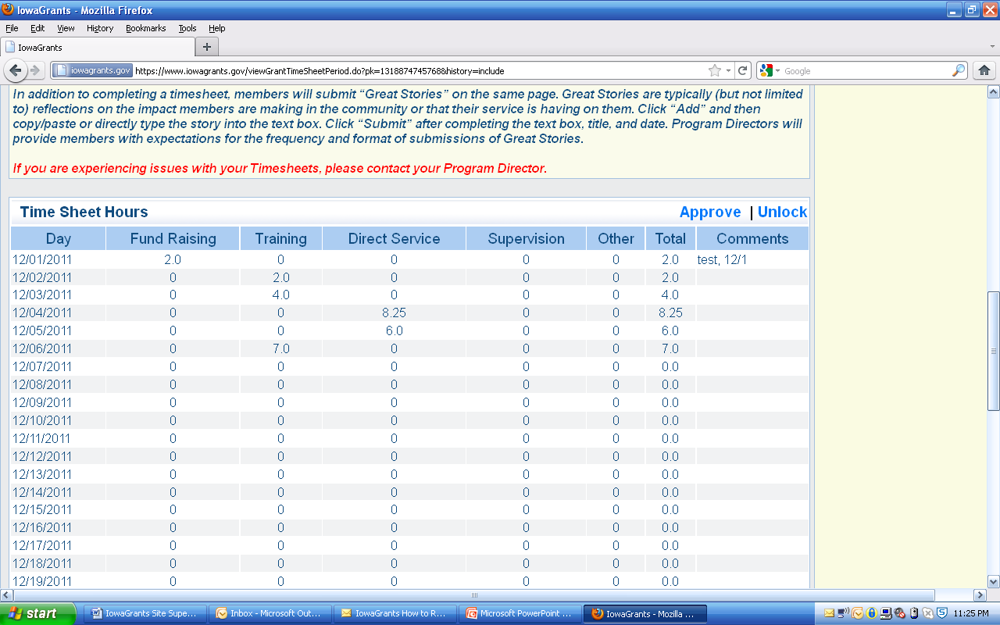 IowaGrants - Mozilla Firefox
File Edit View History Bookmarks Tools Help
IowaGrants
iowagrants.gov https://www.iowagrants.gov/viewGrantTimeSheetPeriod.do?pk=1318874745768&history=include Google
In addition to completing a timesheet, members will submit “Great Stories” on the same page. Great Stories are typically (but not limited
to) reflections on the impact members are making in the community or that their service is having on them. Click “Add” and then
copy/paste or directly type the story into the text box. Click “Submit” after completing the text box, title, and date. Program Directors will
provide members with expectations for the frequency and format of submissions of Great Stories.
If you are experiencing issues with your Timesheets, please contact your Program Director.
Time Sheet Hours Approve | Unlock
Day Fund Raising Training Direct Service Supervision Other Total Comments
12/01/2011 2.0 0 0 0 0 2.0 test, 12/1
12/02/2011 0 2.0 0 0 0 2.0
12/03/2011 0 4.0 0 0 0 4.0
12/04/2011 0 0 8.25 0 0 8.25
12/05/2011 0 0 6.0 0 0 6.0
12/06/2011 0 7.0 0 0 0 7.0
12/07/2011 0 0 0 0 0 0.0
12/08/2011 0 0 0 0 0 0.0
12/09/2011 0 0 0 0 0 0.0
12/10/2011 0 0 0 0 0 0.0
12/11/2011 0 0 0 0 0 0.0
12/12/2011 0 0 0 0 0 0.0
12/13/2011 0 0 0 0 0 0.0
12/14/2011 0 0 0 0 0 0.0
12/15/2011 0 0 0 0 0 0.0
12/16/2011 0 0 0 0 0 0.0
12/17/2011 0 0 0 0 0 0.0
12/18/2011 0 0 0 0 0 0.0
12/19/2011 0 0 0 0 0 0.0
start IowaGrants Site Supe... Inbox - Microsoft Out... IowaGrants How to R... Microsoft PowerPoint ... IowaGrants - Mozilla ... 11:25 PM